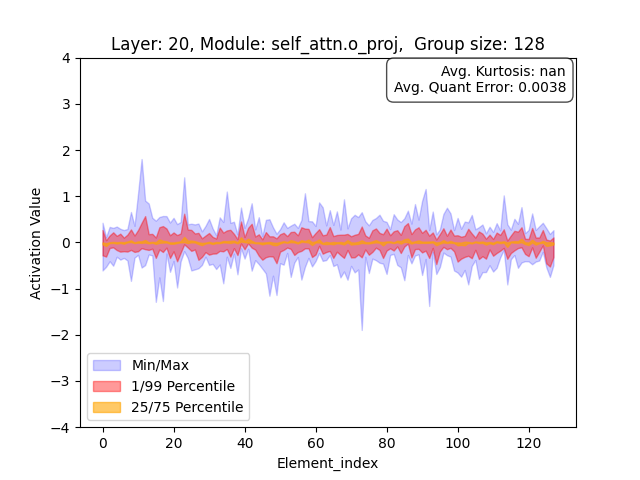 Layer: 20, Module: self_attn.o_proj,  Group size: 128
Avg. Kurtosis: nan
Avg. Quant Error: 0.0038
4
3
2
1
0
−1
−2
−3
−4
Activation Value
Min/Max
1/99 Percentile
25/75 Percentile
0 20 40 60 80 100 120
Element_index